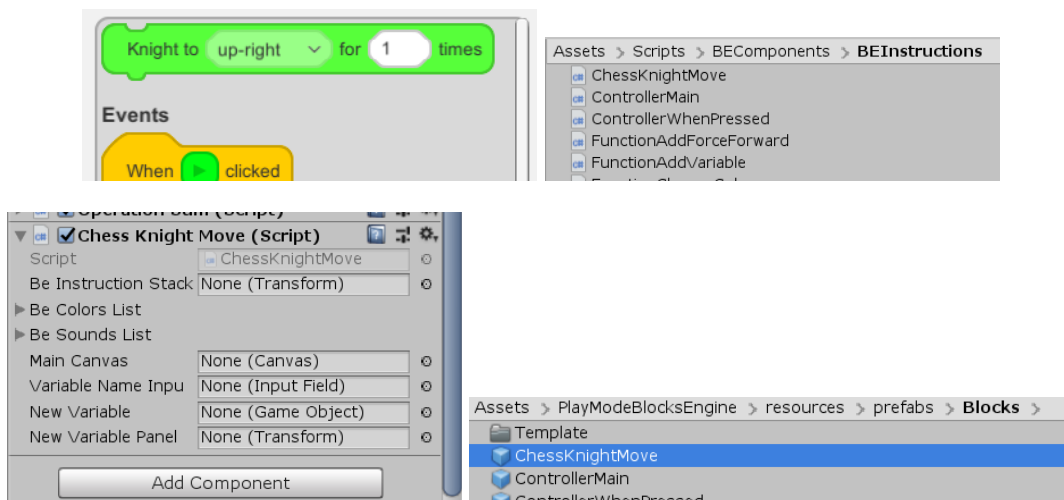 Knight to up-right for 1 times
Events
When clicked
Assets > Scripts > BEComponents > BEInstructions
ChessKnightMove
ControllerMain
ControllerWhenPressed
FunctionAddForceForward
FunctionAddVariable
Chess Knight Move (Script)
Script ChessKnightMove
Be Instruction Stack None (Transform)
Be Colors List
Be Sounds List
Main Canvas None (Canvas)
Variable Name Inpu None (Input Field)
New Variable None (Game Object)
New Variable Panel None (Transform)
Add Component
Assets > PlayModeBlocksEngine > resources > prefabs > Blocks >
Template
ChessKnightMove
ControllerMain
ControllerWhenPressed